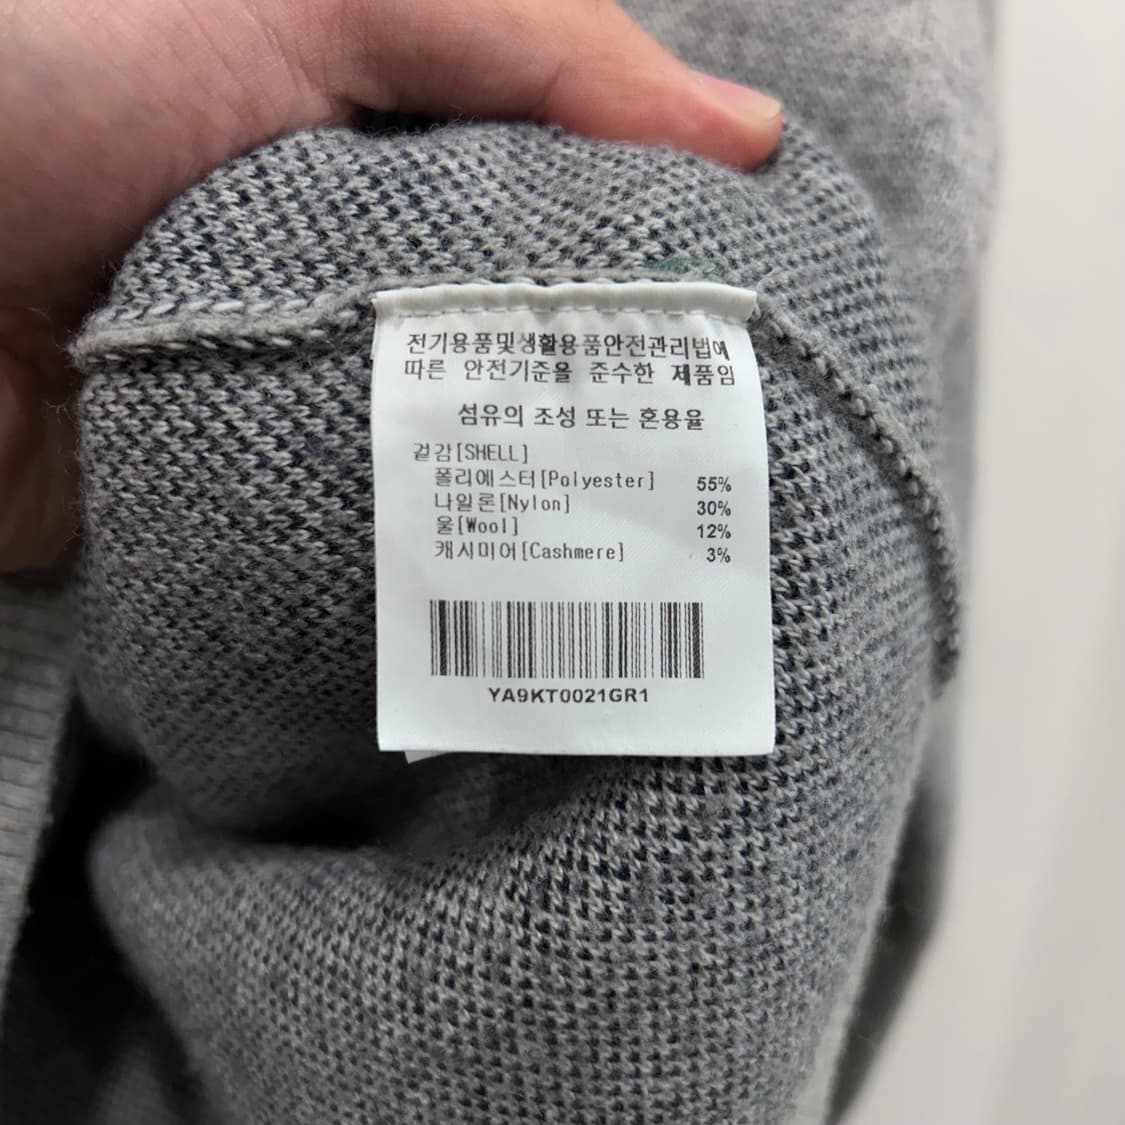 전기용품및생활용품안전관리법에
따른 안전기준을 준수한 제품임
섬유의 조성 또는 혼용율
겉감[SHELL]
폴리에스터[Polyester] 55%
나일론[Nylon] 30%
울[Wool] 12%
캐시미어[Cashmere] 3%
YA9KT0021GR1